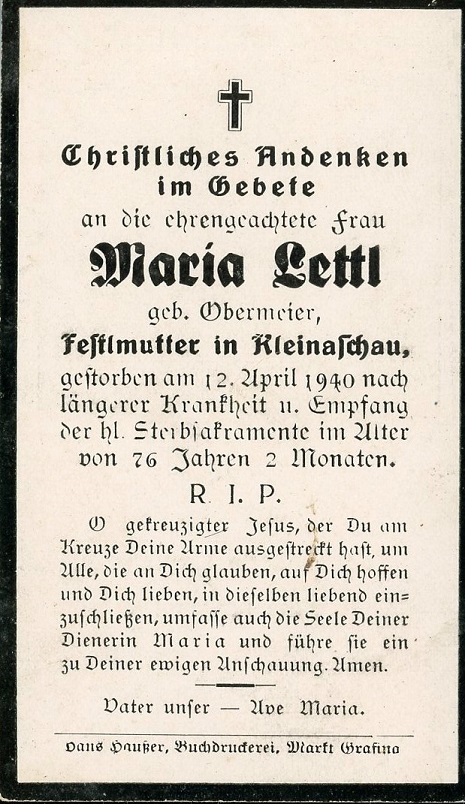 Christliches Andenken
im Gebete
an die ehrengeachtete Frau
Maria Lettl
geb. Obermeier,
Festlmutter in Kleinaschau,
gestorben am 12. April 1940 nach
längerer Krankheit u. Empfang
der hl. Sterbsakramente im Alter
von 76 Jahren 2 Monaten.
R. I. P.
O gekreuzigter Jesus, der Du am
Kreuze Deine Arme ausgestreckt hast, um
Alle, die an Dich glauben, auf Dich hoffen
und Dich lieben, in dieselben liebend ein=
zuschließen, umfasse auch die Seele Deiner
Dienerin Maria und führe sie ein
zu Deiner ewigen Anschauung. Amen.
Vater unser — Ave Maria.
Hans Haußer, Buchdruckerei, Markt Grafing